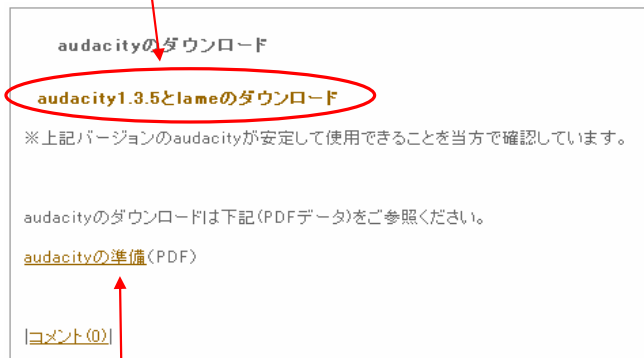 audacityのダウンロード
audacity1.3.5とlameのダウンロード
※上記バージョンのaudacityが安定して使用できることを当方で確認しています。
audacityのダウンロードは下記(PDFデータ)をご参照ください。
audacityの準備(PDF)
|コメント(0)|